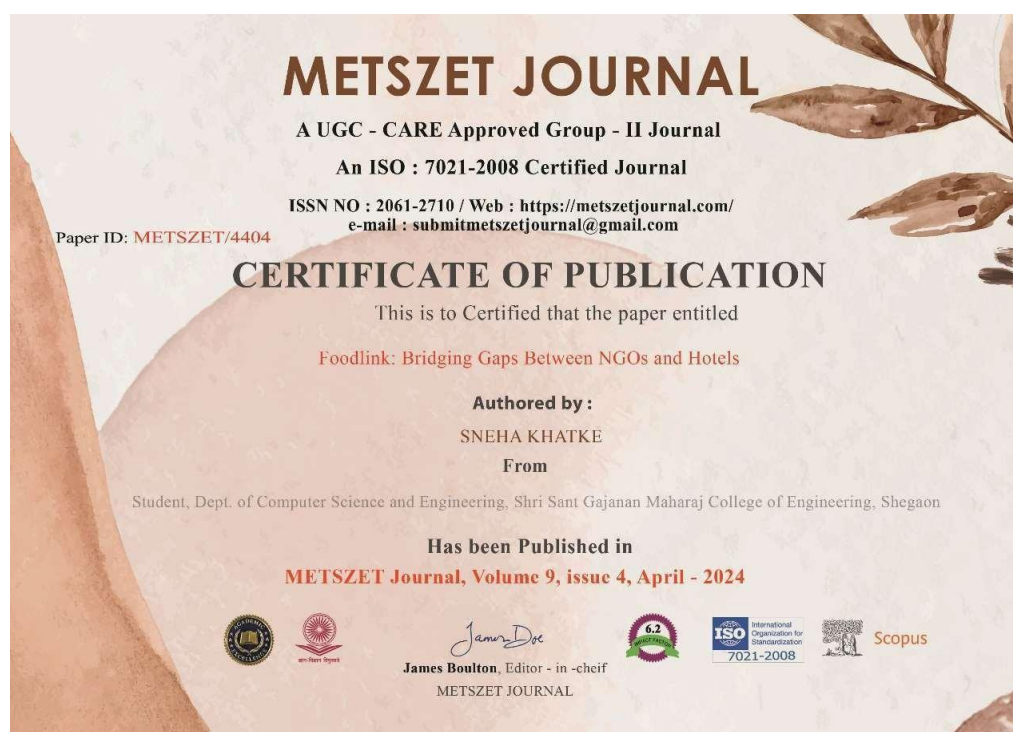 METSZET JOURNAL
A UGC - CARE Approved Group - II Journal
An ISO : 7021-2008 Certified Journal
ISSN NO : 2061-2710 / Web : https://metszetjournal.com/
e-mail : submitmetszetjournal@gmail.com
Paper ID: METSZET/4404
CERTIFICATE OF PUBLICATION
This is to Certified that the paper entitled
Foodlink: Bridging Gaps Between NGOs and Hotels
Authored by :
SNEHA KHATKE
From
Student, Dept. of Computer Science and Engineering, Shri Sant Gajanan Maharaj College of Engineering, Shegaon
Has been Published in
METSZET Journal, Volume 9, issue 4, April - 2024
ACADEMIC
EXCELLENCE
ज्ञान-विज्ञान विमुक्तये
James Doe
James Boulton, Editor - in -cheif
METSZET JOURNAL
6.2
IMPACT FACTOR
ISO
International
Organization for
Standardization
7021-2008
Scopus